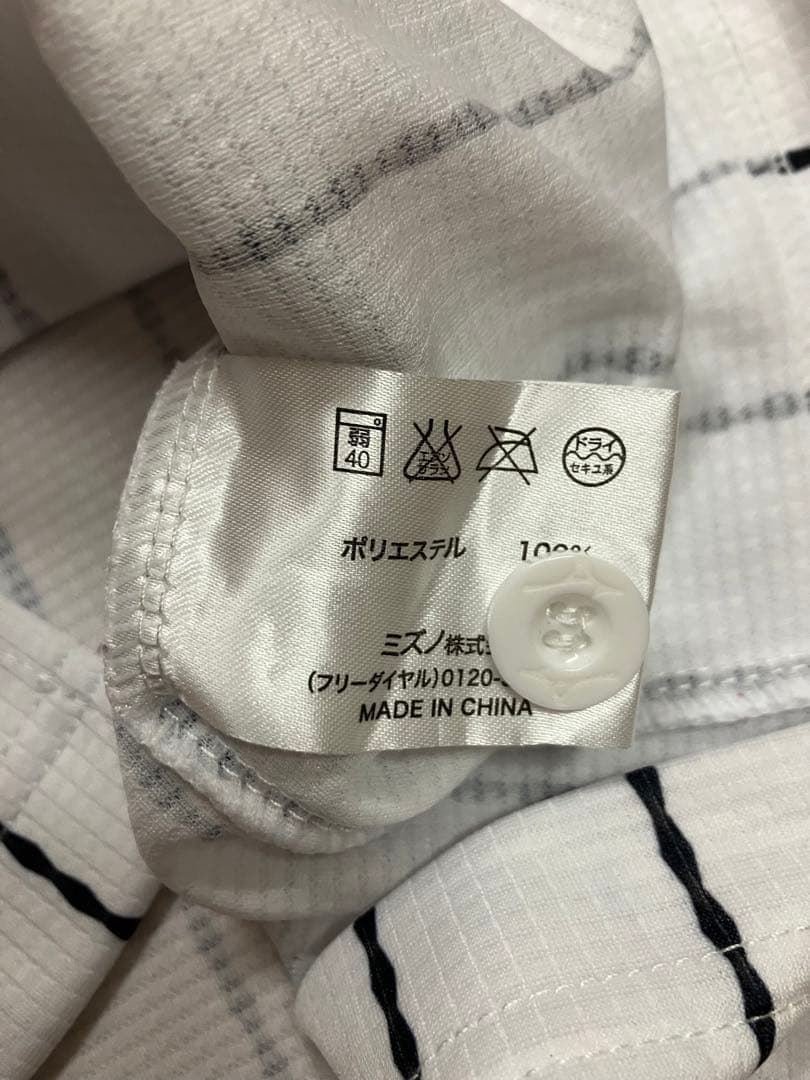 弱
40
エンソ
サラシ
ドライ
セキユ系
ポリエステル 100%
ミズノ株式
(フリーダイヤル)0120-
MADE IN CHINA